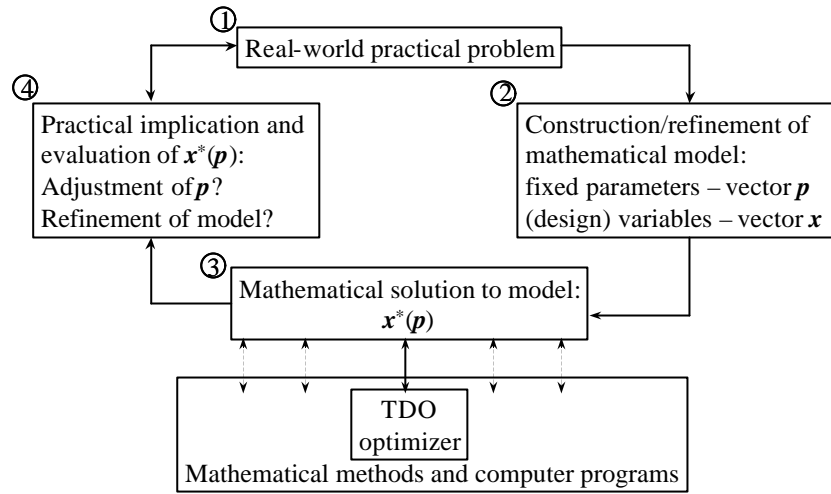 1
Real-world practical problem
4
Practical implication and
evaluation of x*(p):
Adjustment of p?
Refinement of model?
2
Construction/refinement of
mathematical model:
fixed parameters – vector p
(design) variables – vector x
3
Mathematical solution to model:
x*(p)
TDO
optimizer
Mathematical methods and computer programs